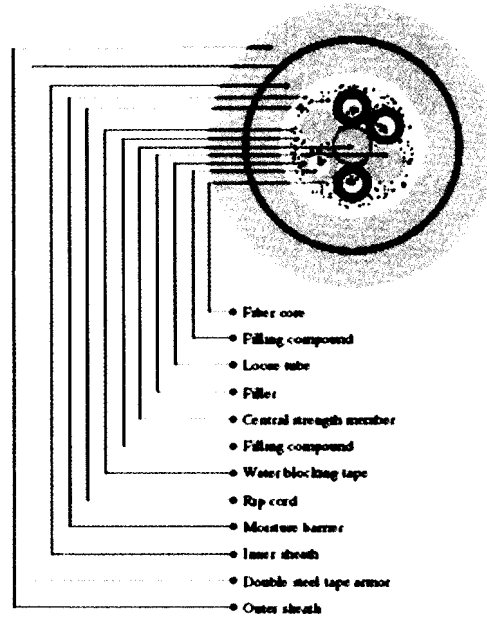 Fiber core
Filling compound
Loose tube
Filler
Central strength member
Filling compound
Water blocking tape
Rip cord
Moisture barrier
Inner sheath
Double steel tape armor
Outer sheath